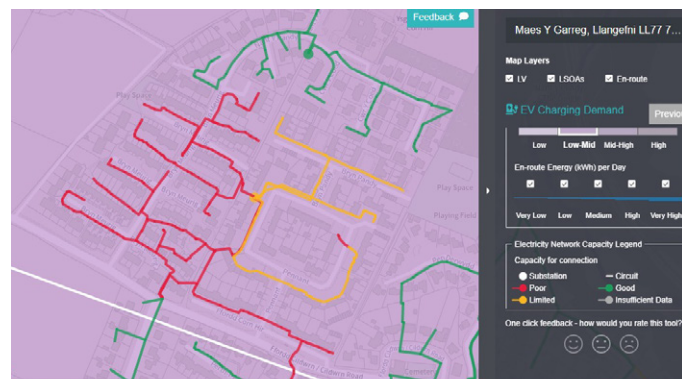 Feedback
Maes Y Garreg, Llangefni LL77 7...
Map Layers
LV LSOAs En-route
EV Charging Demand
Previou
Low Low-Mid Mid-High High
En-route Energy (kWh) per Day
Very Low Low Medium High Very High
Electricity Network Capacity Legend
Capacity for connection
Substation Circuit
Poor Good
Limited Insufficient Data
One click feedback - how would you rate this tool?
Play Space
Play Space
Playing Field